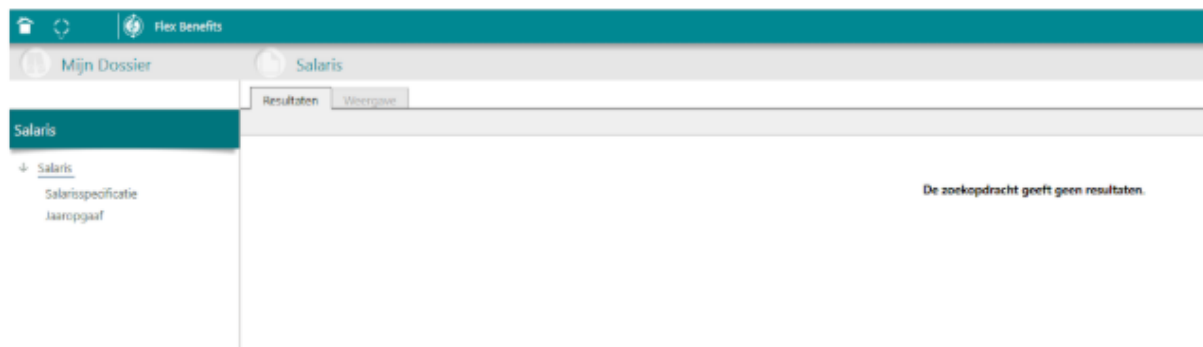 Flex Benefits
Mijn Dossier
Salaris
Resultaten
Weergave
Salaris
Salaris
Salarisspecificatie
Jaaropgaaf
De zoekopdracht geeft geen resultaten.